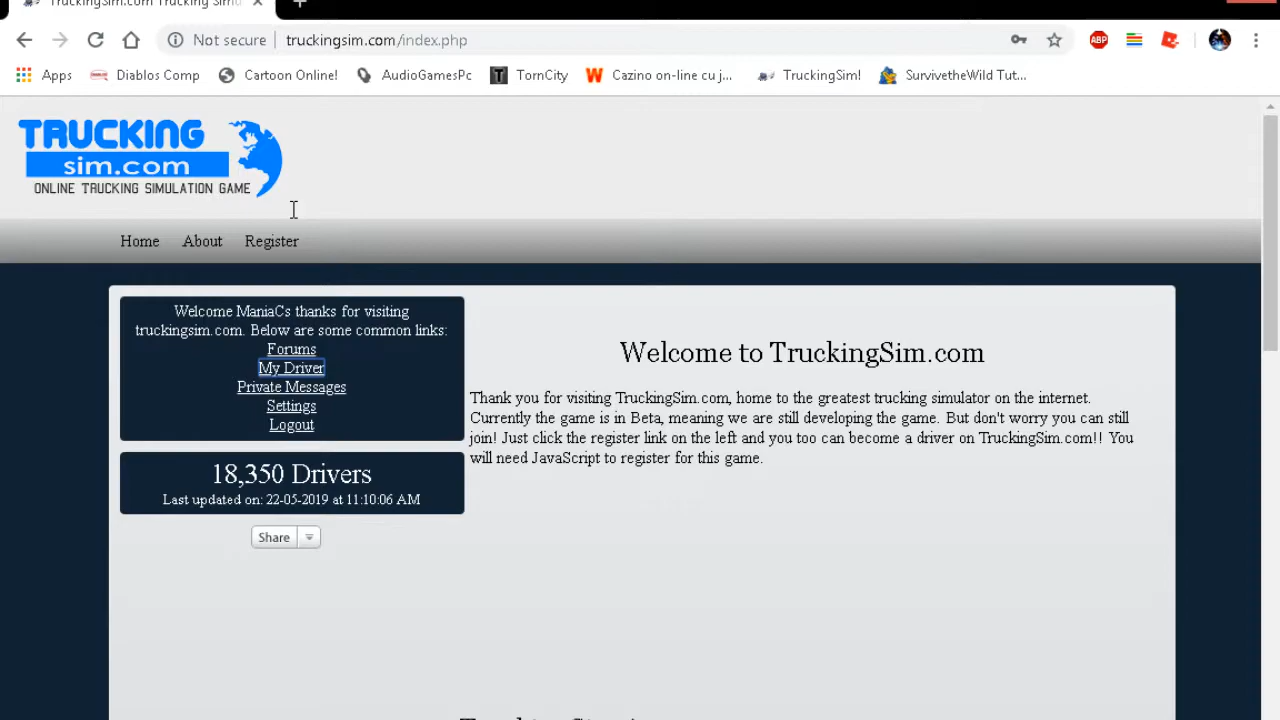 TruckingSim.com Trucking Simu
Not secure
truckingsim.com/index.php
ABP
Apps
Diablos Comp
Cartoon Online!
AudioGamesPc
T
TornCity
W
Cazino on-line cu j...
TruckingSim!
SurvivetheWild Tut...
TRUCKING
sim.com
ONLINE TRUCKING SIMULATION GAME
Home
About
Register
Welcome ManiaCs thanks for visiting
truckingsim.com. Below are some common links:
Forums
My Driver
Private Messages
Settings
Logout
18,350 Drivers
Last updated on: 22-05-2019 at 11:10:06 AM
Share
Welcome to TruckingSim.com
Thank you for visiting TruckingSim.com, home to the greatest trucking simulator on the internet.
Currently the game is in Beta, meaning we are still developing the game. But don't worry you can still
join! Just click the register link on the left and you too can become a driver on TruckingSim.com!! You
will need JavaScript to register for this game.